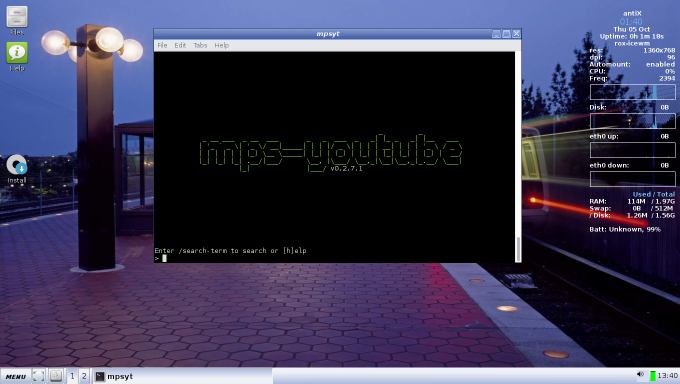 Files
Help
Install
mpsyt
File Edit Tabs Help
mps-youtube
v0.2.7.1
Enter /search-term to search or [h]elp
>
antiX
01:40
Thu 05 Oct
Uptime: 0h 1m 18s
rox-icewm
res: 1360x768
dpi: 96
Automount: enabled
CPU: 0%
Freq: 2394
Disk: 0B
eth0 up: 0B
eth0 down: 0B
Used / Total
RAM: 114M / 1.97G
Swap: 0B / 512M
/ Disk: 1.26M / 1.56G
Batt: Unknown, 99%
MENU 1 2 mpsyt 13:40